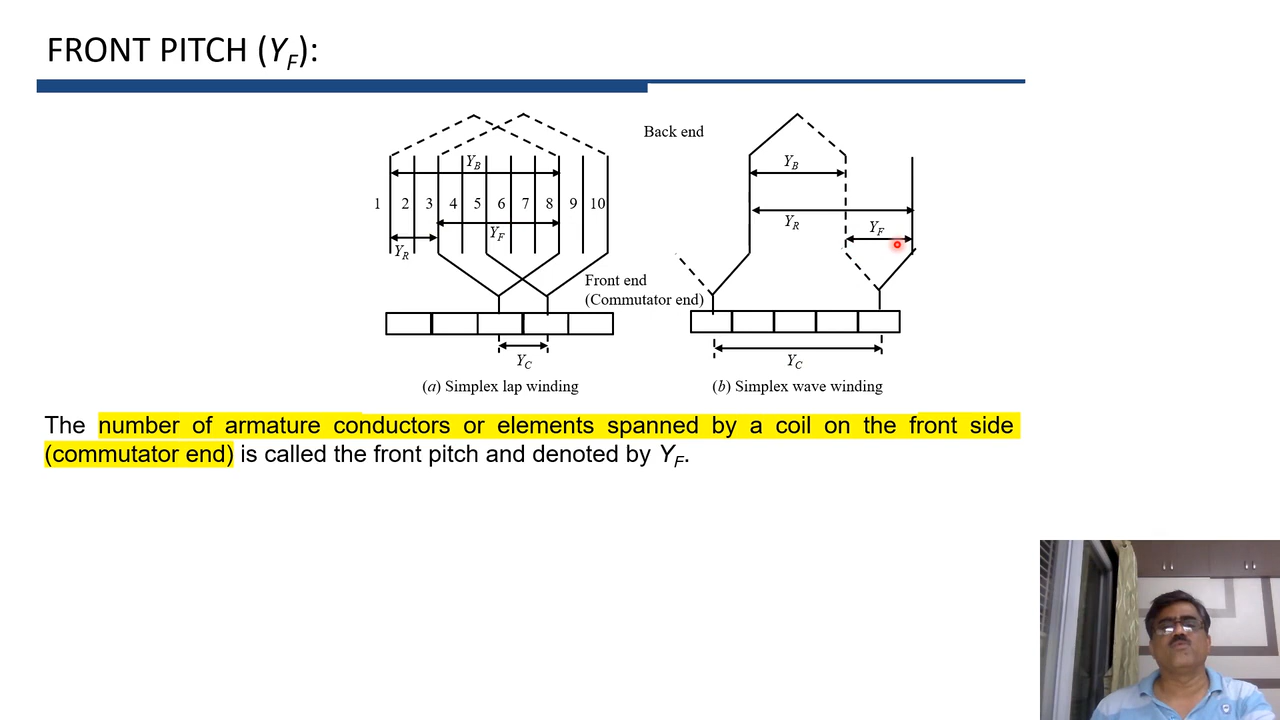 FRONT PITCH (Y_F):
Back end
Y_B
Y_B
1 2 3 4 5 6 7 8 9 10
Y_R
Y_F
Y_F
Y_R
Front end
(Commutator end)
Y_C
Y_C
(a) Simplex lap winding
(b) Simplex wave winding
The number of armature conductors or elements spanned by a coil on the front side
(commutator end) is called the front pitch and denoted by Y_F.